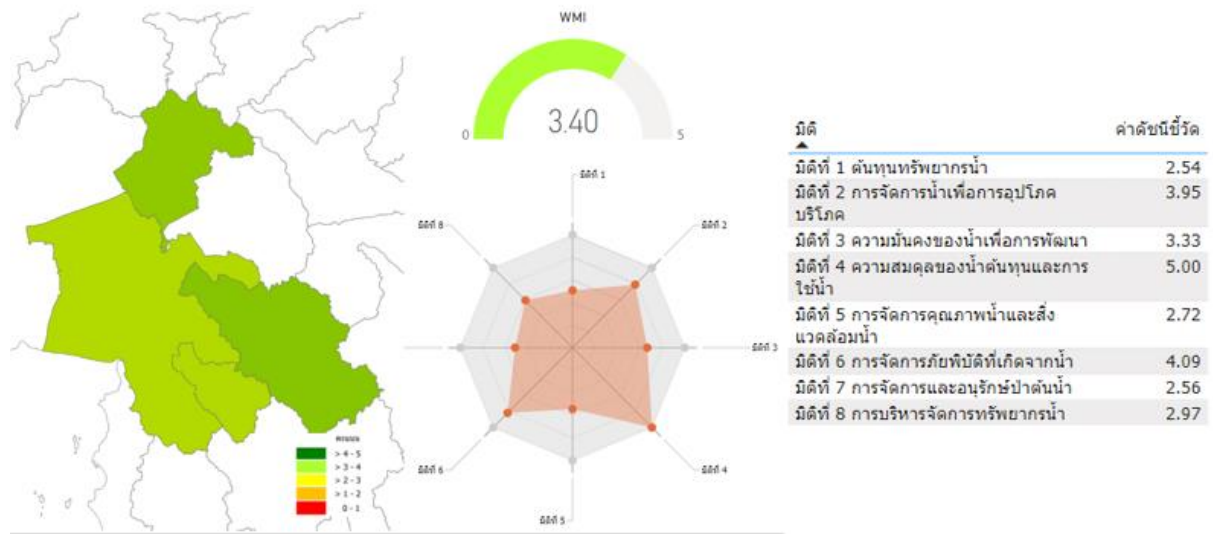 WMI
3.40
0
5
มิติที่ 1
มิติที่ 2
มิติที่ 3
มิติที่ 4
มิติที่ 5
มิติที่ 6
มิติที่ 8
คะแนน
> 4 - 5
> 3 - 4
> 2 - 3
> 1 - 2
0 - 1
มิติ ค่าดัชนีชี้วัด
มิติที่ 1 ต้นทุนทรัพยากรน้ำ 2.54
มิติที่ 2 การจัดการน้ำเพื่อการอุปโภค 3.95
บริโภค
มิติที่ 3 ความมั่นคงของน้ำเพื่อการพัฒนา 3.33
มิติที่ 4 ความสมดุลของน้ำต้นทุนและการ 5.00
ใช้น้ำ
มิติที่ 5 การจัดการคุณภาพน้ำและสิ่ง 2.72
แวดล้อมน้ำ
มิติที่ 6 การจัดการภัยพิบัติที่เกิดจากน้ำ 4.09
มิติที่ 7 การจัดการและอนุรักษ์ป่าต้นน้ำ 2.56
มิติที่ 8 การบริหารจัดการทรัพยากรน้ำ 2.97